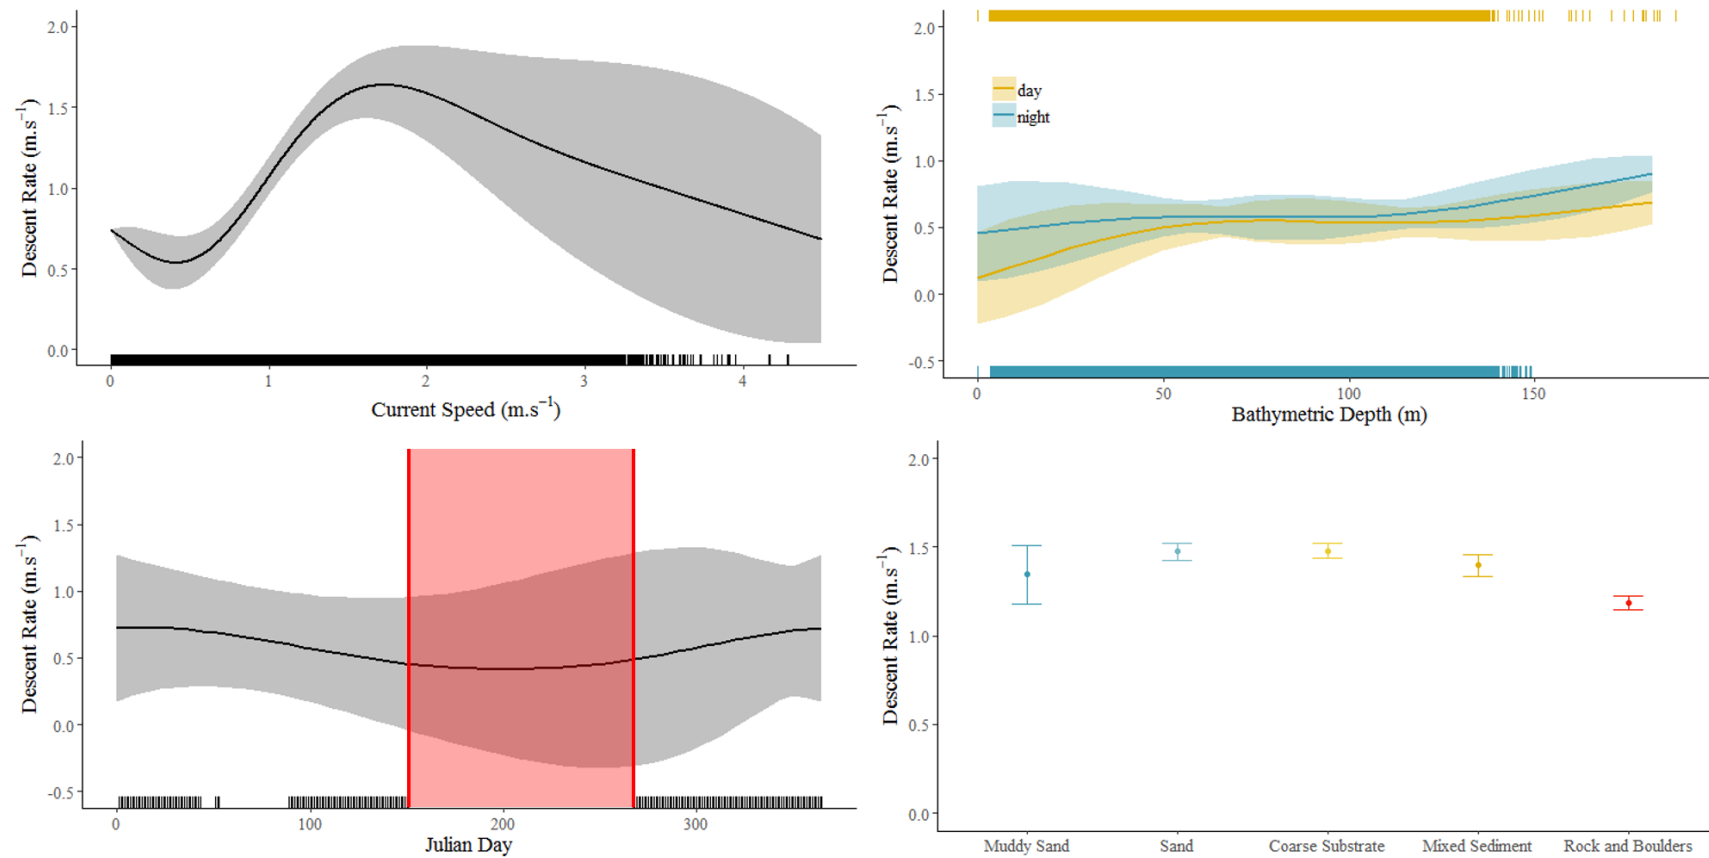 2.0
1.5
1.0
0.5
0.0
Descent Rate (m.s⁻¹)
0 1 2 3 4
Current Speed (m.s⁻¹)
2.0
1.5
1.0
0.5
0.0
-0.5
Descent Rate (m.s⁻¹)
day
night
0 50 100 150
Bathymetric Depth (m)
2.0
1.5
1.0
0.5
0.0
-0.5
Descent Rate (m.s⁻¹)
0 100 200 300
Julian Day
2.0
1.5
1.0
0.5
0.0
Descent Rate (m.s⁻¹)
Muddy Sand Sand Coarse Substrate Mixed Sediment Rock and Boulders